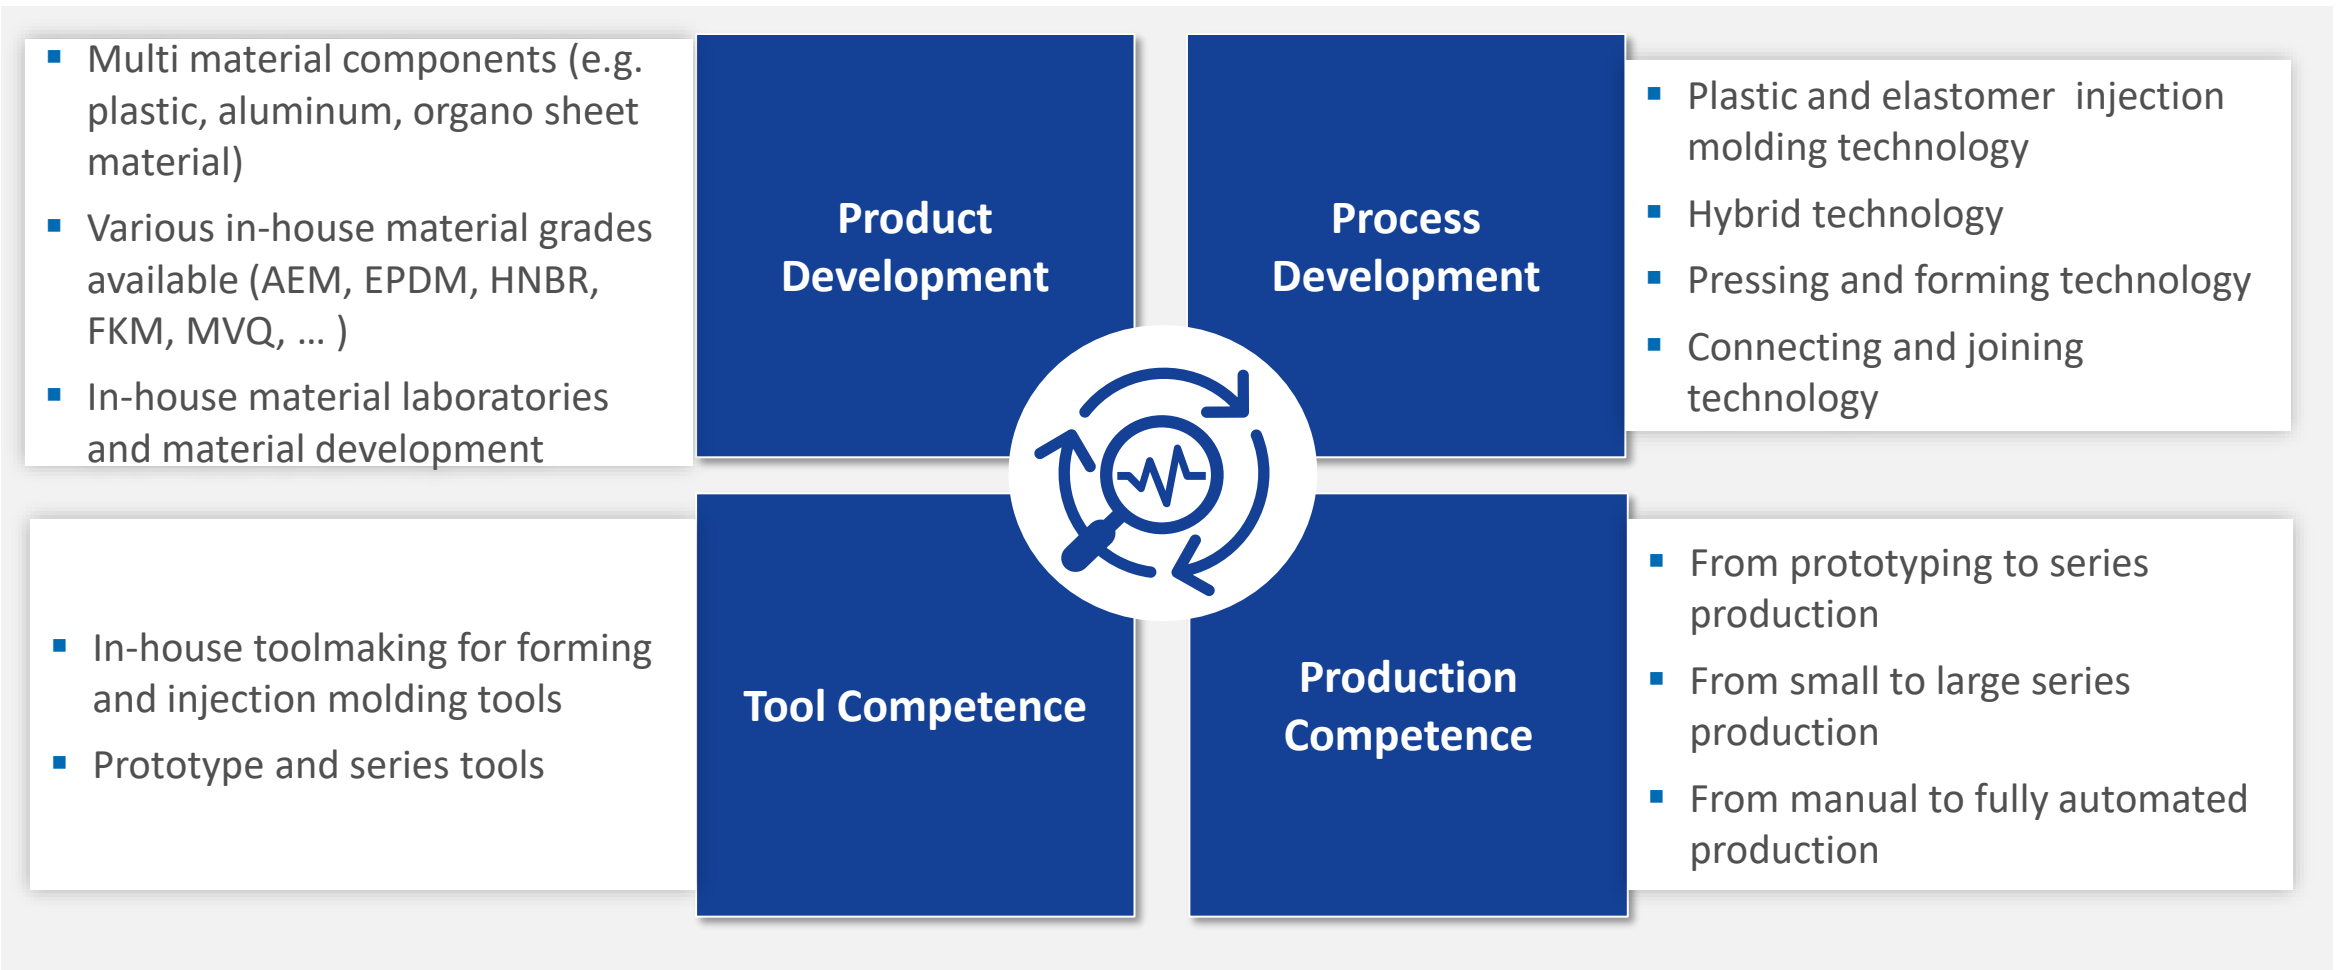 Multi material components (e.g.
plastic, aluminum, organo sheet
material)
Various in-house material grades
available (AEM, EPDM, HNBR,
FKM, MVQ, … )
In-house material laboratories
and material development
Product
Development
Process
Development
Plastic and elastomer  injection
molding technology
Hybrid technology
Pressing and forming technology
Connecting and joining
technology
In-house toolmaking for forming
and injection molding tools
Prototype and series tools
Tool Competence
Production
Competence
From prototyping to series
production
From small to large series
production
From manual to fully automated
production